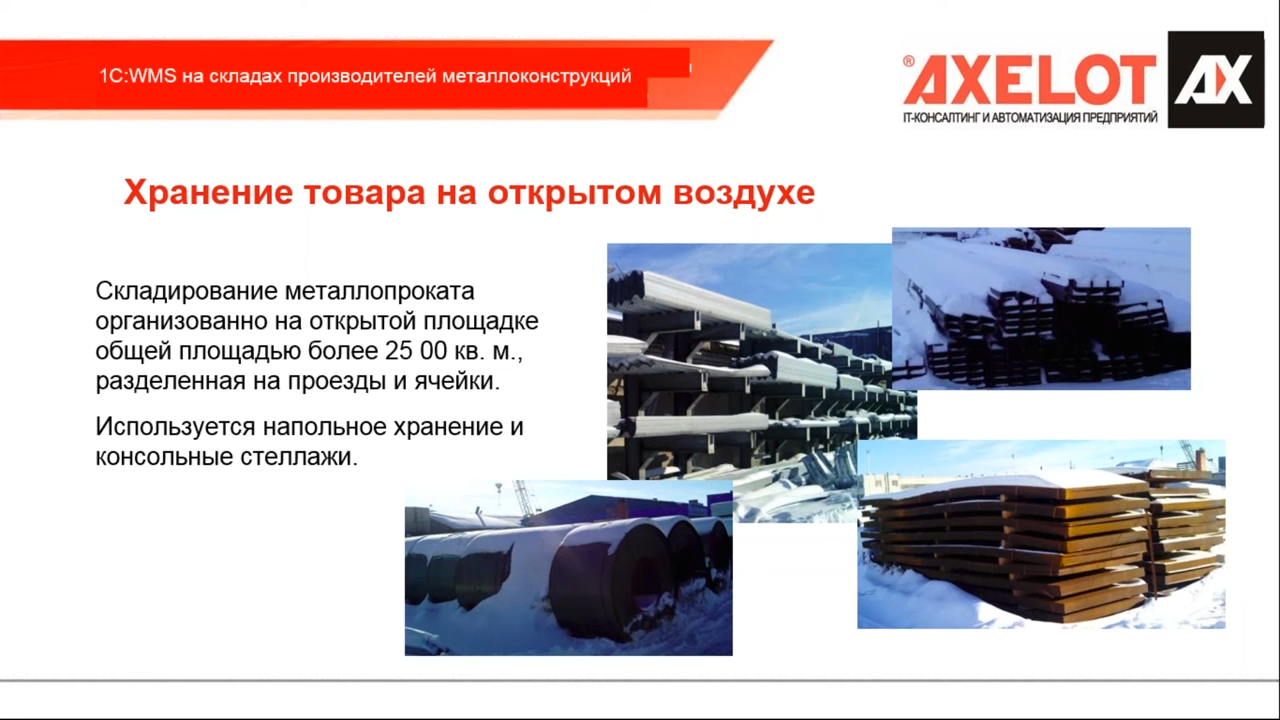 1С:WMS на складах производителей металлоконструкций
®AXELOT AX
IT-КОНСАЛТИНГ И АВТОМАТИЗАЦИЯ ПРЕДПРИЯТИЙ
Хранение товара на открытом воздухе
Складирование металлопроката
организованно на открытой площадке
общей площадью более 25 00 кв. м.,
разделенная на проезды и ячейки.
Используется напольное хранение и
консольные стеллажи.